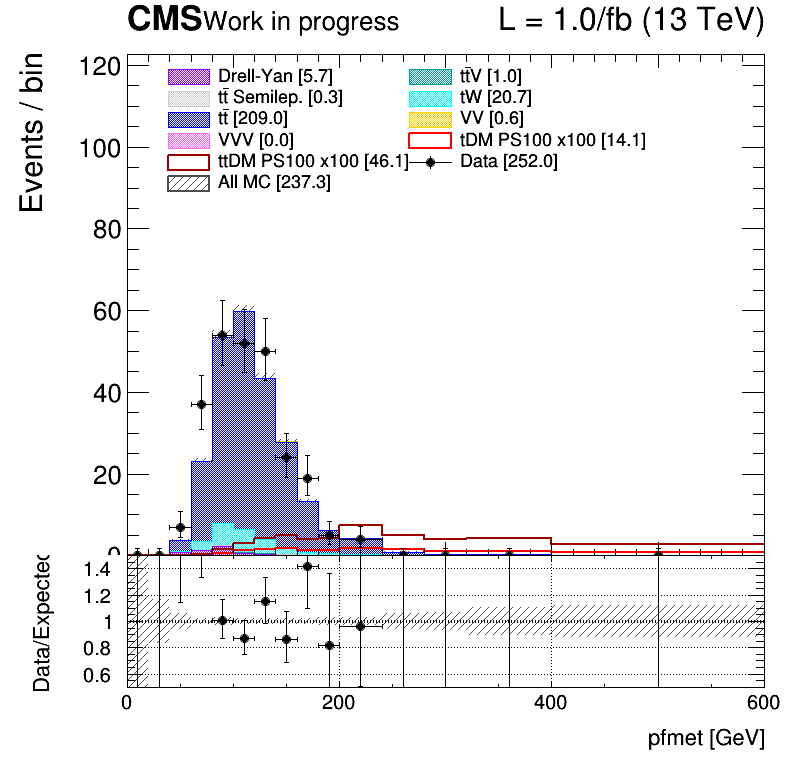 CMS Work in progress L = 1.0/fb (13 TeV)
Events / bin
120
100
80
60
40
20
0
Drell-Yan [5.7] tt̄V [1.0]
tt̄ Semilep. [0.3] tW [20.7]
tt̄ [209.0] VV [0.6]
VVV [0.0] tDM PS100 x100 [14.1]
ttDM PS100 x100 [46.1] Data [252.0]
All MC [237.3]
Data/Expected
1.4
1.2
1
0.8
0.6
0 200 400 600
pfmet [GeV]